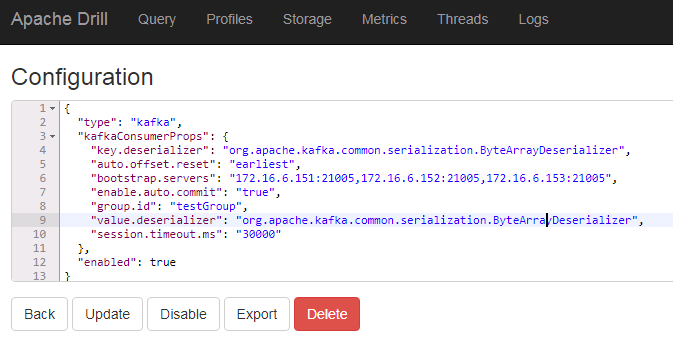 Apache Drill Query Profiles Storage Metrics Threads Logs
Configuration
1 {
2 "type": "kafka",
3 "kafkaConsumerProps": {
4 "key.deserializer": "org.apache.kafka.common.serialization.ByteArrayDeserializer",
5 "auto.offset.reset": "earliest",
6 "bootstrap.servers": "172.16.6.151:21005,172.16.6.152:21005,172.16.6.153:21005",
7 "enable.auto.commit": "true",
8 "group.id": "testGroup",
9 "value.deserializer": "org.apache.kafka.common.serialization.ByteArrayDeserializer",
10 "session.timeout.ms": "30000"
11 },
12 "enabled": true
13 }
Back Update Disable Export Delete